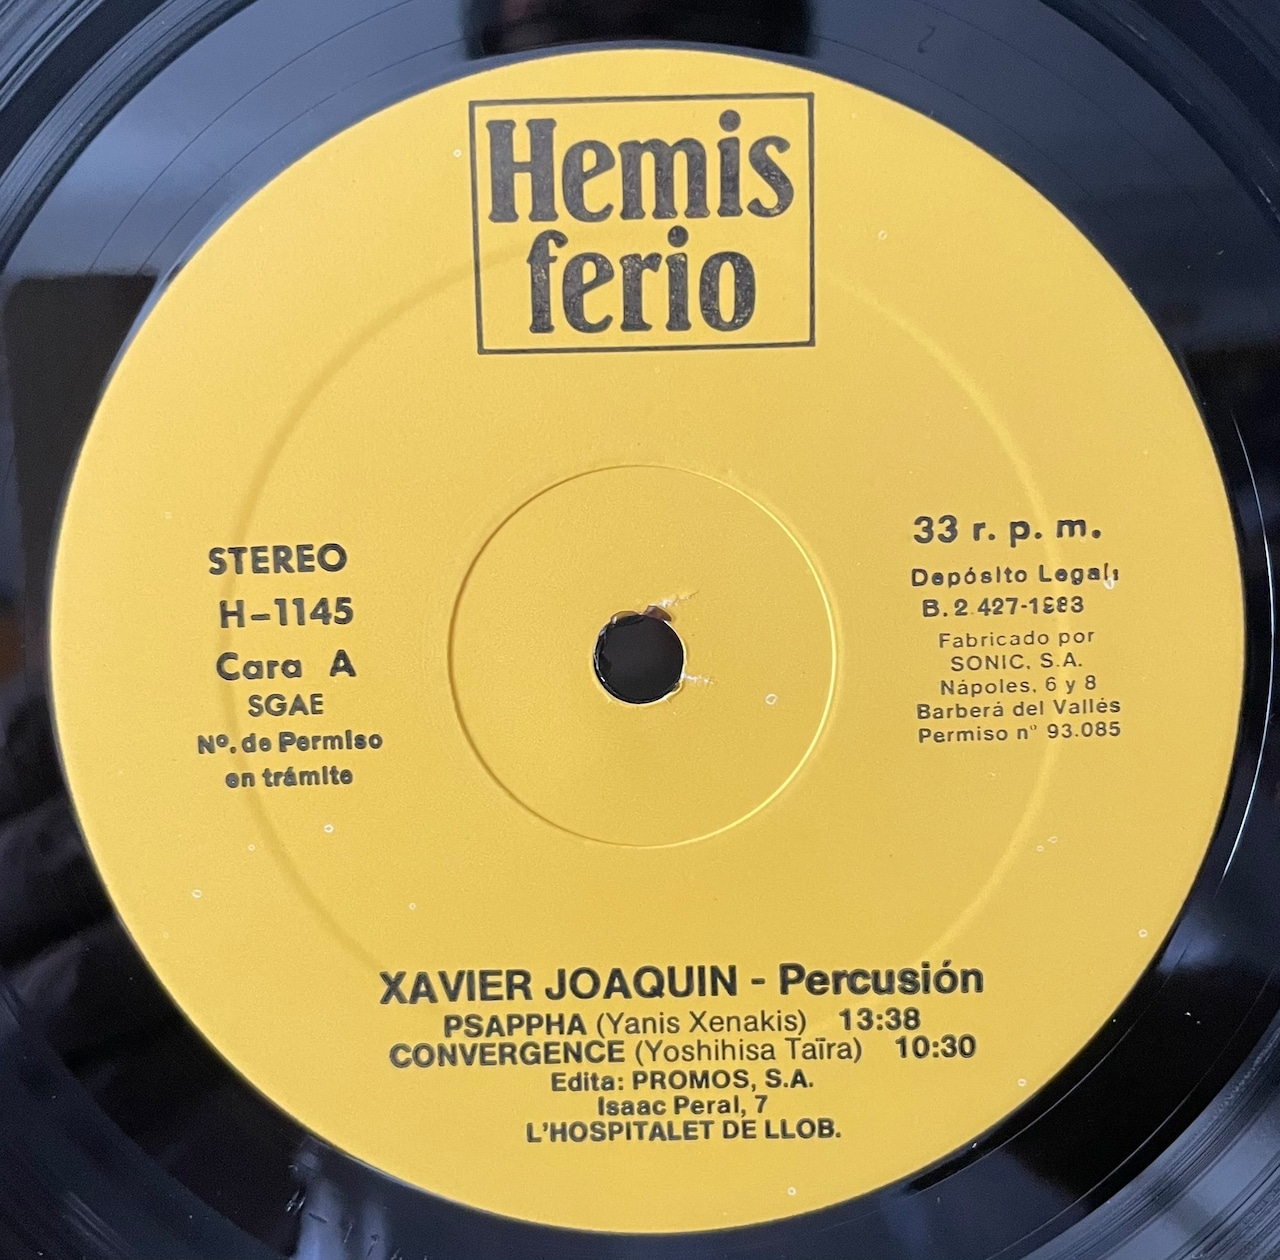 Hemis
ferio
STEREO
H-1145
Cara A
SGAE
Nº. de Permiso
en trámite
33 r. p. m.
Depósito Legal:
B. 2.427-1983
Fabricado por
SONIC, S.A.
Nápoles, 6 y 8
Barberá del Vallés
Permiso nº 93.085
XAVIER JOAQUIN - Percusión
PSAPPHA (Yanis Xenakis) 13:38
CONVERGENCE (Yoshihisa Taïra) 10:30
Edita: PROMOS, S.A.
Isaac Peral, 7
L'HOSPITALET DE LLOB.